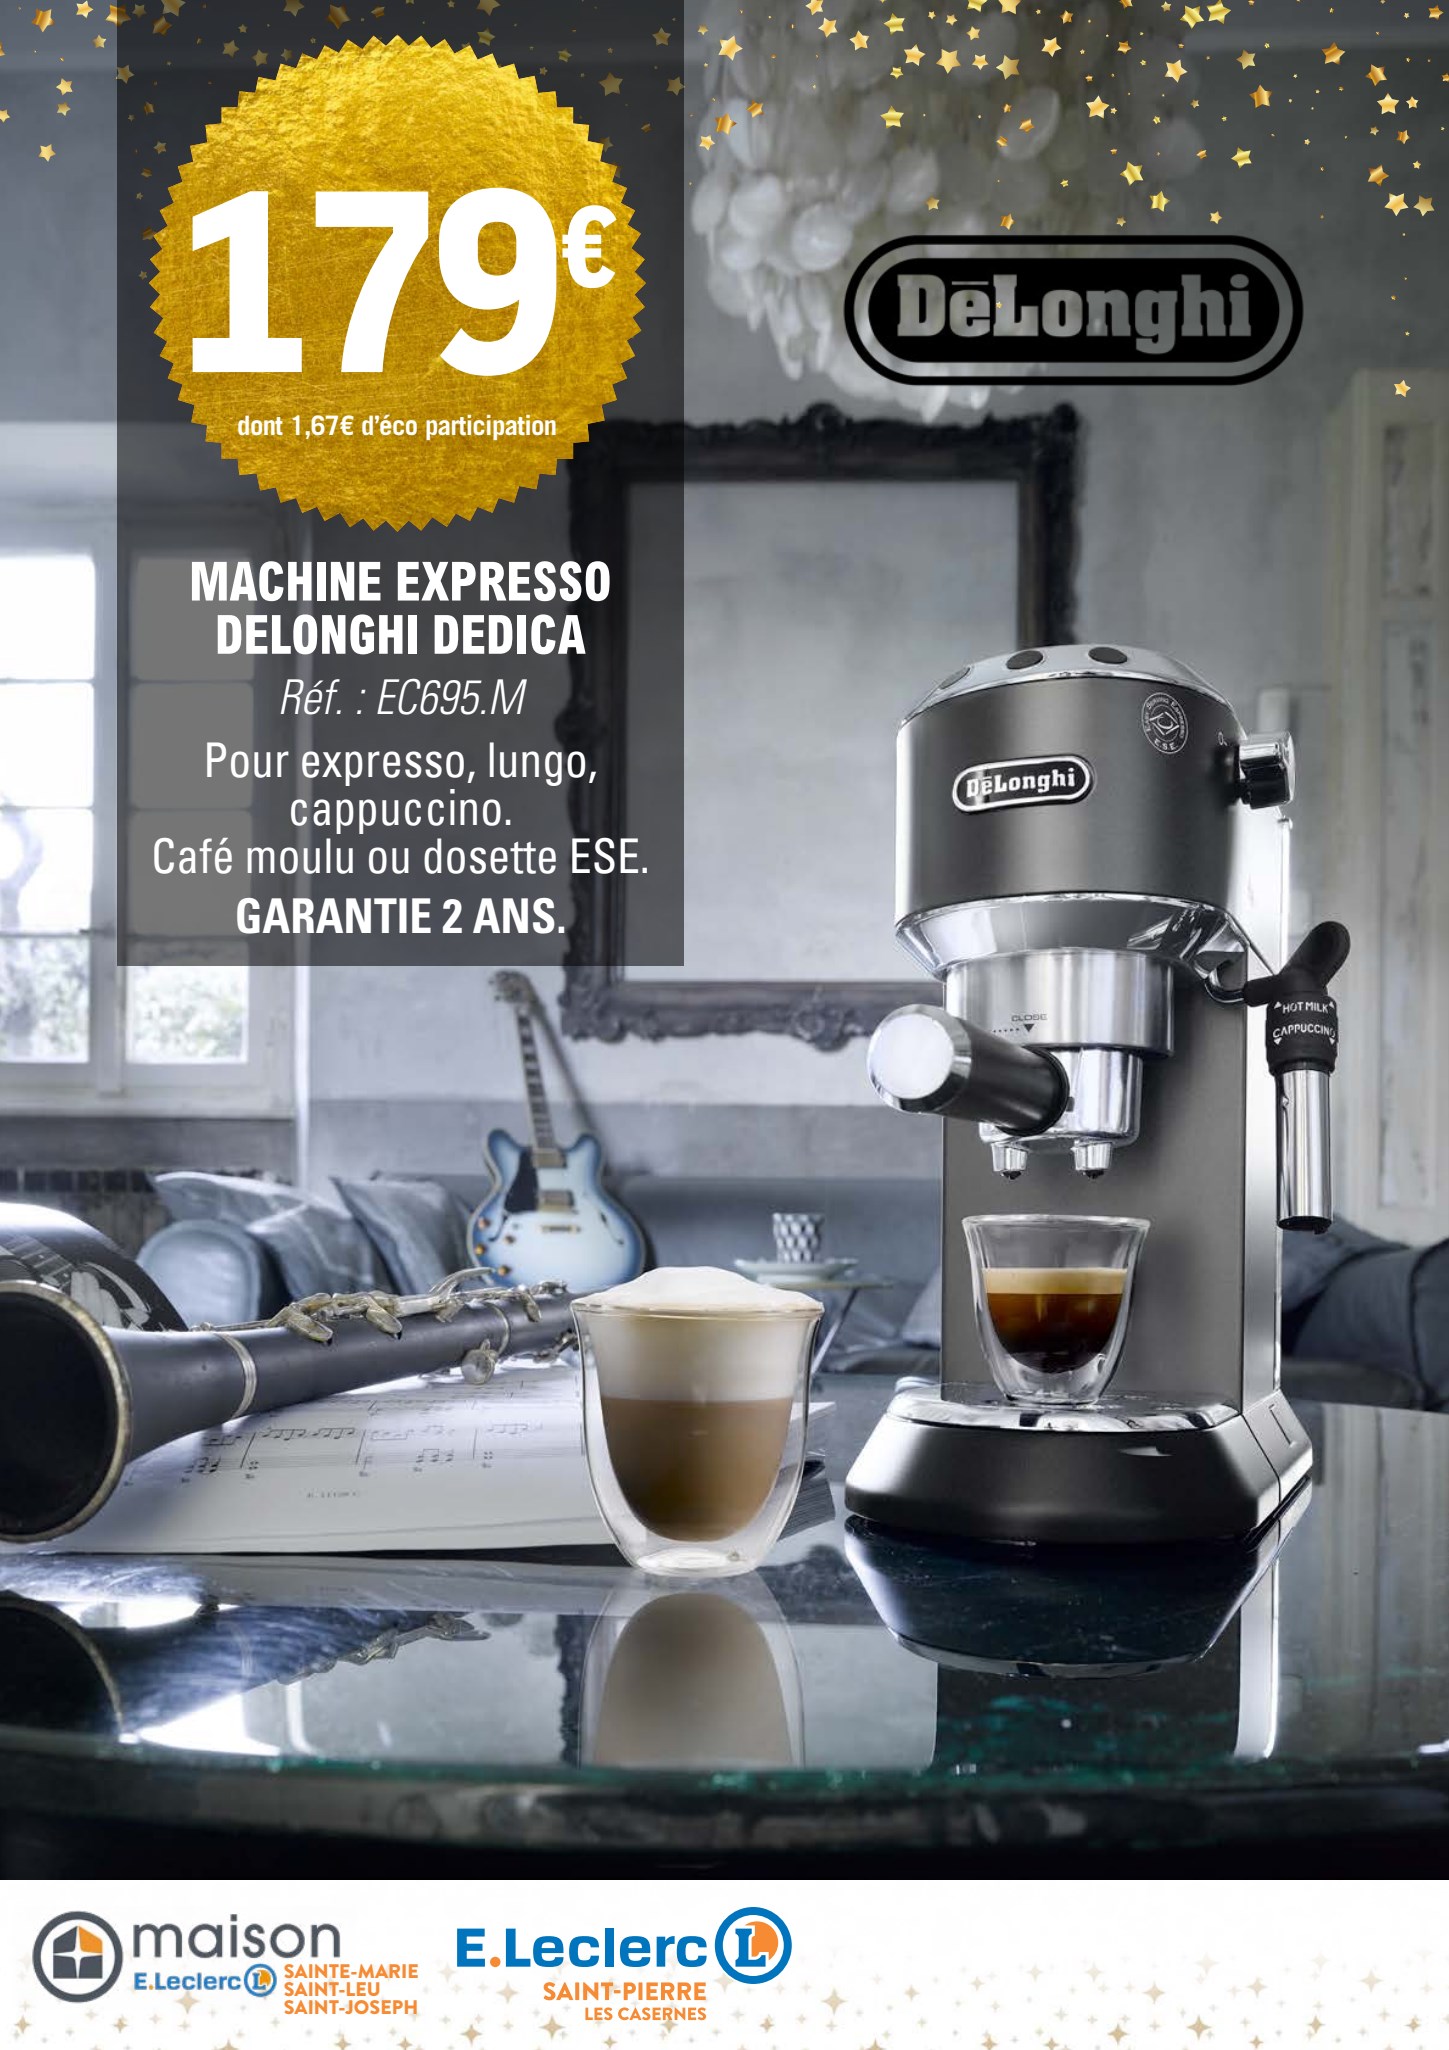 179€
dont 1,67€ d'éco participation
DēLonghi
MACHINE EXPRESSO
DELONGHI DEDICA
Réf. : EC695.M
Pour expresso, lungo,
cappuccino.
Café moulu ou dosette ESE.
GARANTIE 2 ANS.
DēLonghi
CLOSE
HOT MILK
CAPPUCCINO
maison
E.Leclerc L
SAINTE-MARIE
SAINT-LEU
SAINT-JOSEPH
E.Leclerc L
SAINT-PIERRE
LES CASERNES